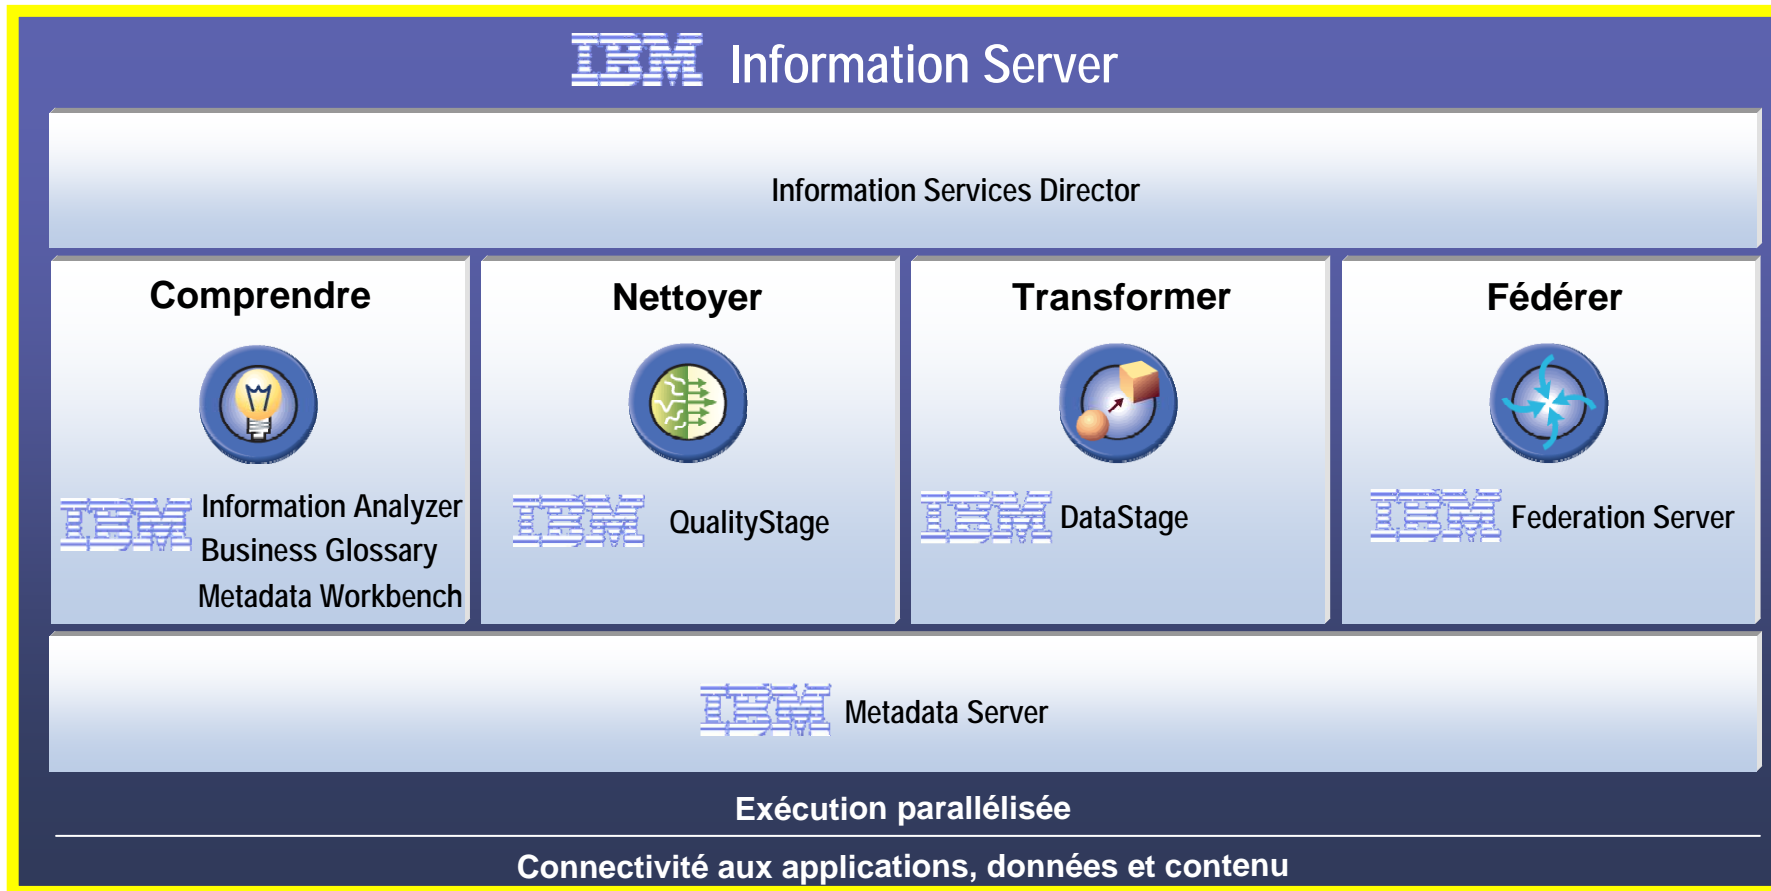 IBM Information Server
Information Services Director
Comprendre
IBM Information Analyzer
Business Glossary
Metadata Workbench
Nettoyer
IBM QualityStage
Transformer
IBM DataStage
Fédérer
IBM Federation Server
IBM Metadata Server
Exécution parallélisée
Connectivité aux applications, données et contenu